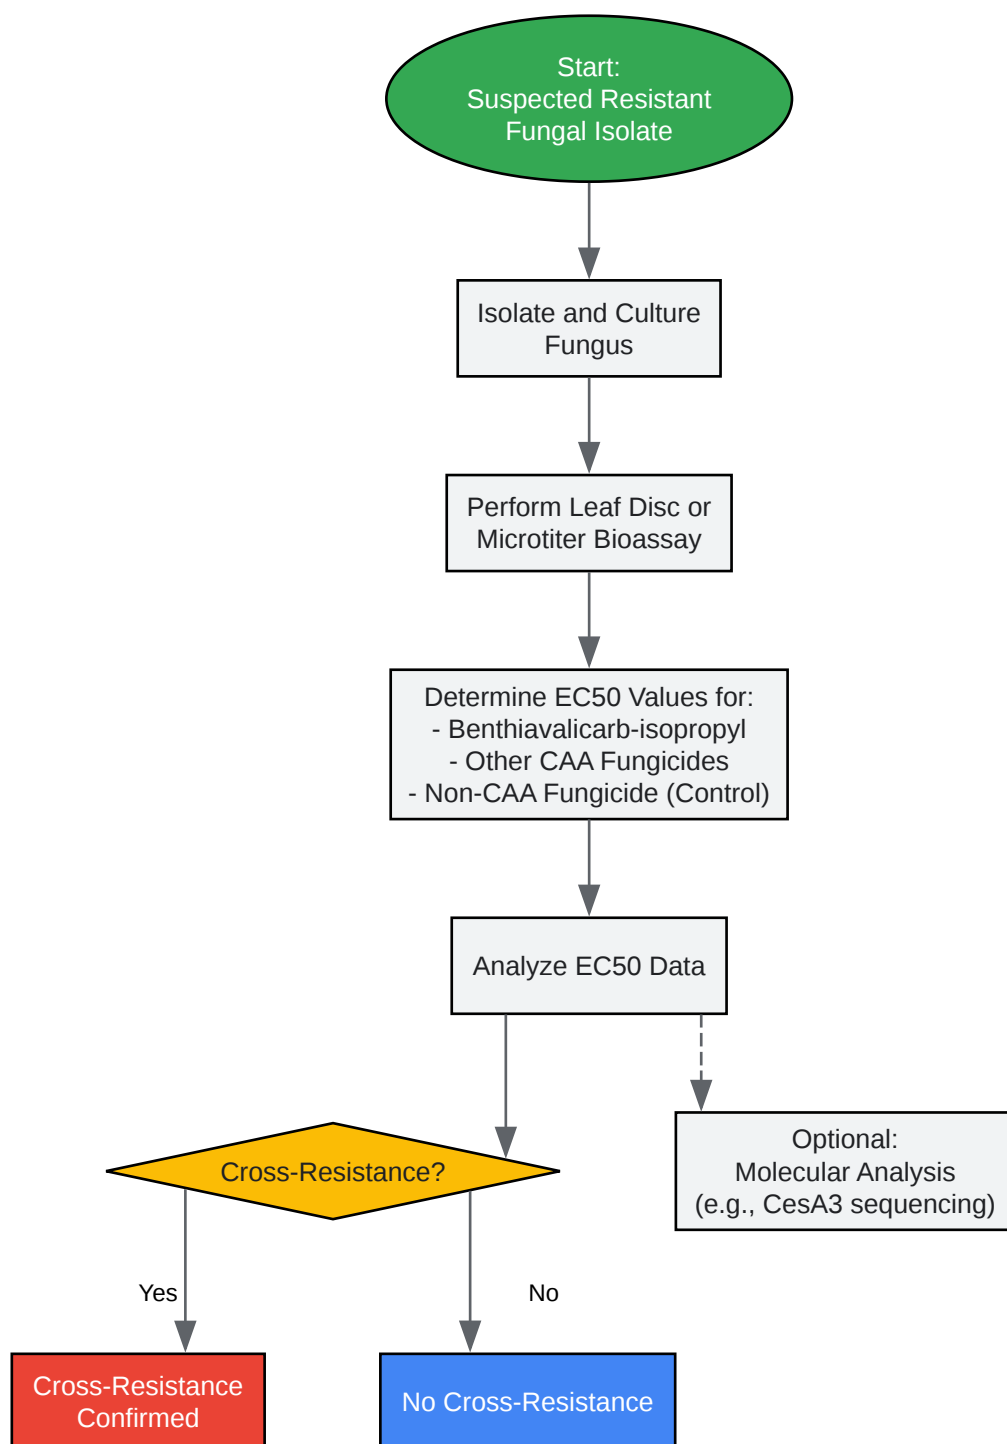 Start:
Suspected Resistant
Fungal Isolate
Isolate and Culture
Fungus
Perform Leaf Disc or
Microtiter Bioassay
Determine EC50 Values for:
- Benthiavalicarb-isopropyl
- Other CAA Fungicides
- Non-CAA Fungicide (Control)
Analyze EC50 Data
Cross-Resistance?
Optional:
Molecular Analysis
(e.g., CesA3 sequencing)
Yes
No
Cross-Resistance
Confirmed
No Cross-Resistance